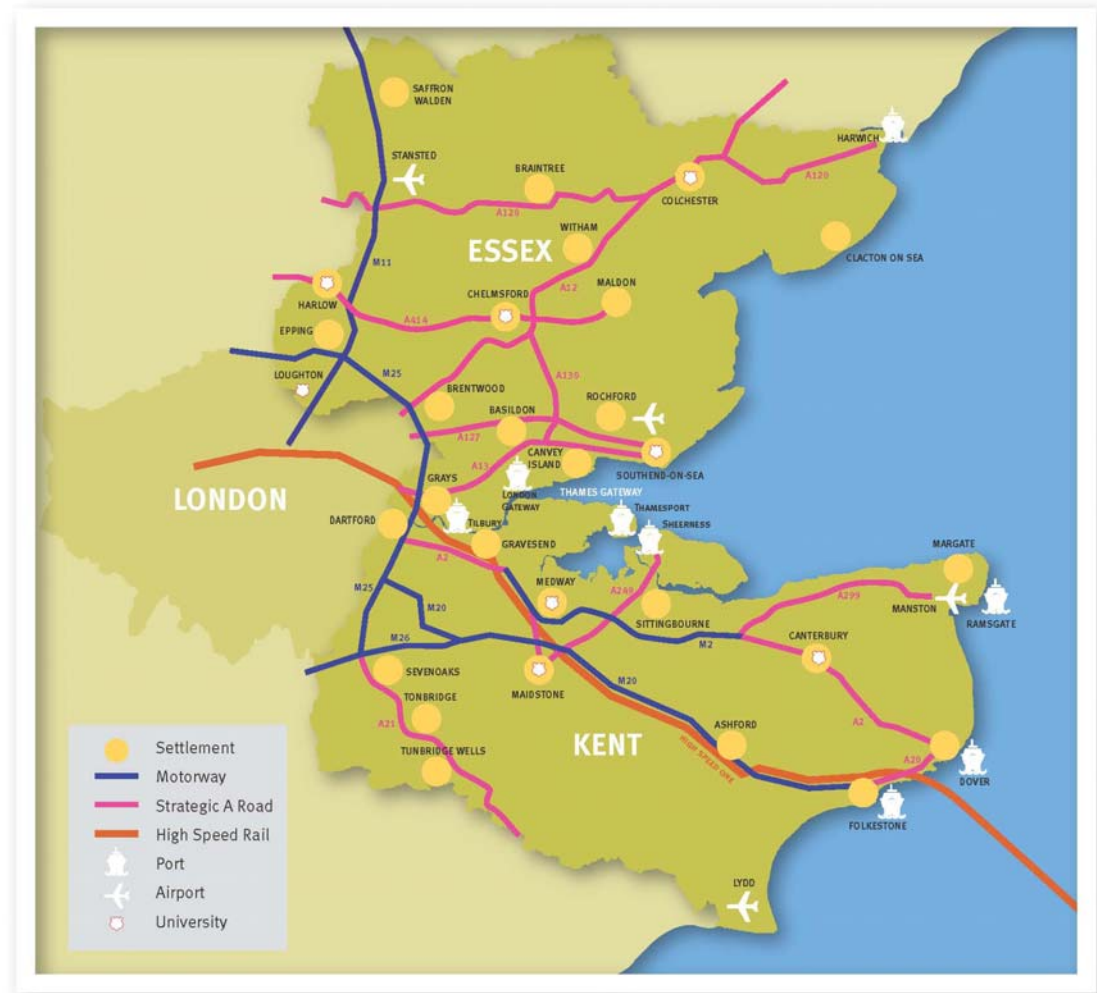 SAFFRON
WALDEN
HARWICH
STANSTED
BRAINTREE
A120
COLCHESTER
A120
WITHAM
ESSEX
CLACTON ON SEA
M11
A12
MALDON
HARLOW
CHELMSFORD
A414
EPPING
LOUGHTON
M25
A130
BRENTWOOD
ROCHFORD
BASILDON
A127
CANVEY
ISLAND
A13
SOUTHEND-ON-SEA
GRAYS
LONDON
GATEWAY
THAMES GATEWAY
LONDON
THAMESPORT
DARTFORD
TILBURY
SHEERNESS
GRAVESEND
A2
MARGATE
M25
MEDWAY
A249
A299
MANSTON
M20
SITTINGBOURNE
RAMSGATE
M26
M2
CANTERBURY
SEVENOAKS
MAIDSTONE
M20
TONBRIDGE
A21
KENT
ASHFORD
A2
HIGH SPEED ONE
TUNBRIDGE WELLS
A20
DOVER
FOLKESTONE
LYDD
Settlement
Motorway
Strategic A Road
High Speed Rail
Port
Airport
University